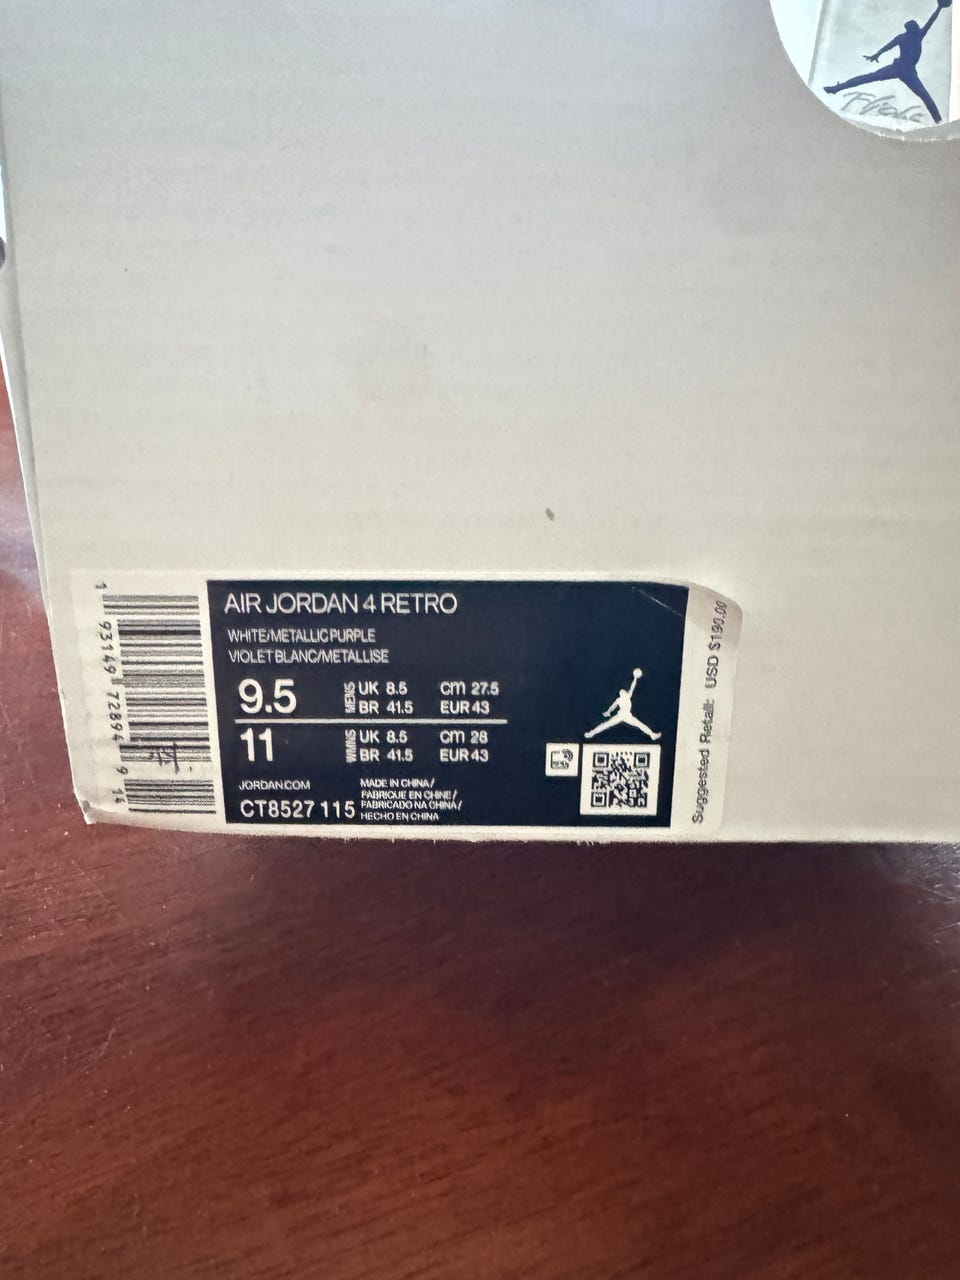 Flight
AIR JORDAN 4 RETRO
WHITE/METALLIC PURPLE
VIOLET BLANC/METALLISE
9.5 MENS UK 8.5 cm 27.5
BR 41.5 EUR 43
11 WMNS UK 8.5 cm 28
BR 41.5 EUR 43
JORDAN.COM
CT8527 115
MADE IN CHINA/
FABRIQUE EN CHINE/
FABRICADO NA CHINA/
HECHO EN CHINA
1 93149 72894 9 14
Suggested Retail: USD $190.00